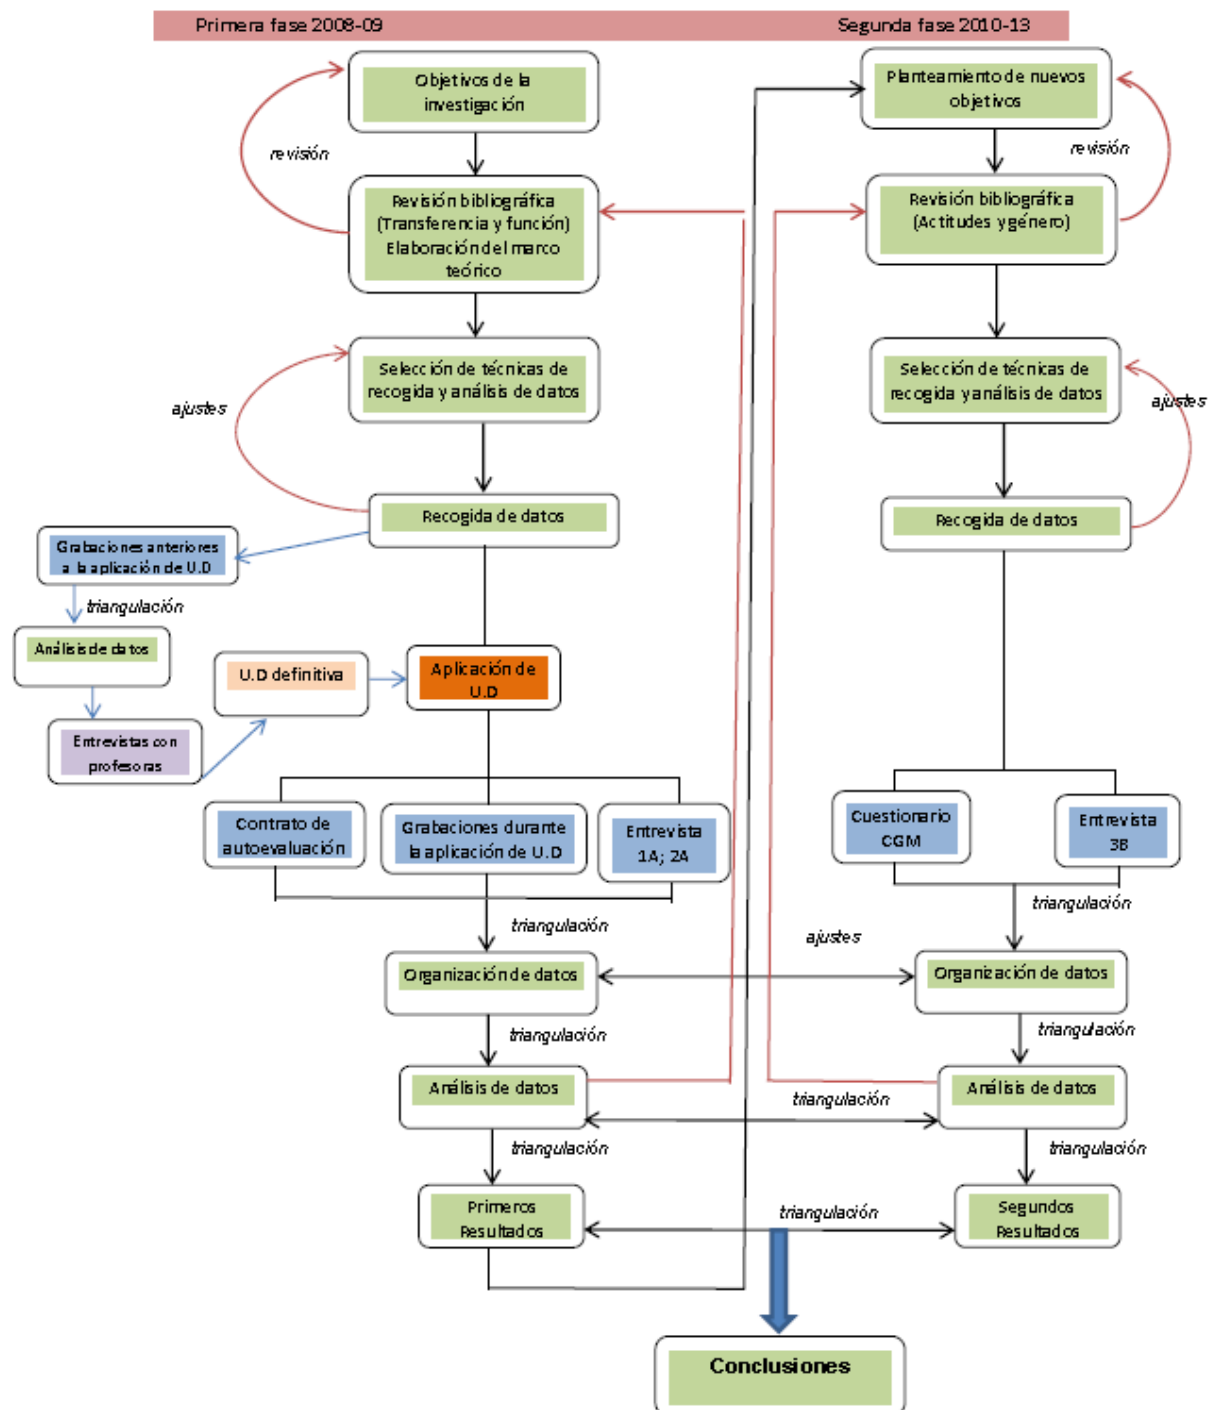 Primera fase 2008-09
Segunda fase 2010-13
Objetivos de la
investigación
revisión
Revisión bibliográfica
(Transferencia y función)
Elaboración del marco
teórico
Selección de técnicas de
recogida y análisis de datos
ajustes
Recogida de datos
Grabaciones anteriores
a la aplicación de U.D
triangulación
Análisis de datos
Entrevistas con
profesoras
U.D definitiva
Aplicación de
U.D
Contrato de
autoevaluación
Grabaciones durante
la aplicación de U.D
Entrevista
1A; 2A
triangulación
Organización de datos
triangulación
Análisis de datos
triangulación
Primeros
Resultados
Planteamiento de nuevos
objetivos
revisión
Revisión bibliográfica
(Actitudes y género)
Selección de técnicas de
recogida y análisis de datos
ajustes
Recogida de datos
Cuestionario
CGM
Entrevista
3B
triangulación
ajustes
Organización de datos
triangulación
triangulación
Análisis de datos
triangulación
triangulación
Segundos
Resultados
Conclusiones